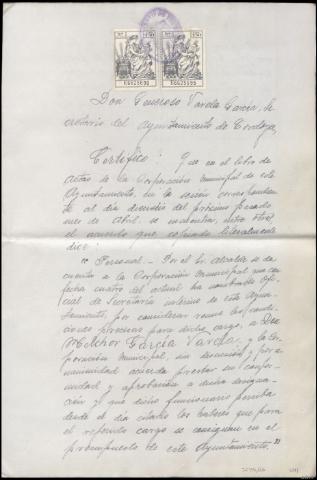 Don Generoso Varela García, Se-
cretario del Ayuntamiento de
Certifico: Que en el libro de
actas de la Corporación municipal de este
Ayuntamiento, en la sesión correspondien-
te al día del próximo pasado
mes de Abril, se encuentra, entre otros,
el acuerdo que copiado literalmente
dice:
"Personal.- Por el Sr. Alcalde se da
cuenta a la Corporación Municipal que con
fecha cuatro del actual ha nombrado Ofi-
cial de Secretaría interino de este Ayun-
tamiento, por considerar reune las condi-
ciones precisas para dicho cargo, a Don
Melchor García Varela, y la Cor-
poración municipal, sin discusión y por u-
nanimidad acuerda prestar su confor-
midad y aprobación a dicha designa-
ción y que dicho funcionario perciba
desde el día citado los haberes que para
el referido cargo se consignan en el
presupuesto de este Ayuntamiento."